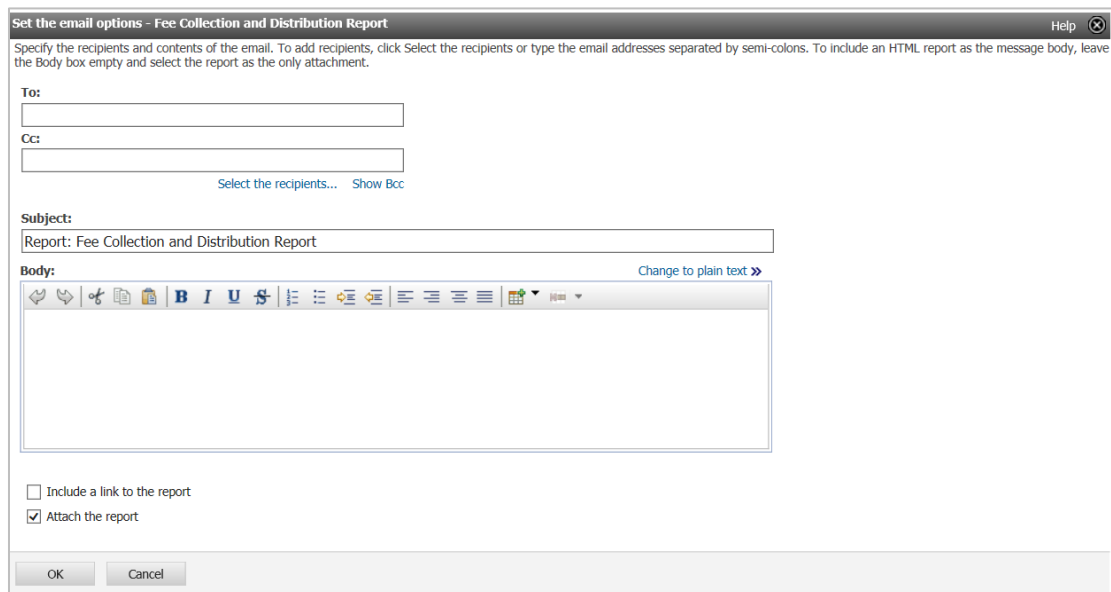 Set the email options - Fee Collection and Distribution Report
Help
Specify the recipients and contents of the email. To add recipients, click Select the recipients or type the email addresses separated by semi-colons. To include an HTML report as the message body, leave
the Body box empty and select the report as the only attachment.
To:
Cc:
Select the recipients... Show Bcc
Subject:
Report: Fee Collection and Distribution Report
Body: Change to plain text »
B I U S
Include a link to the report
Attach the report
OK Cancel